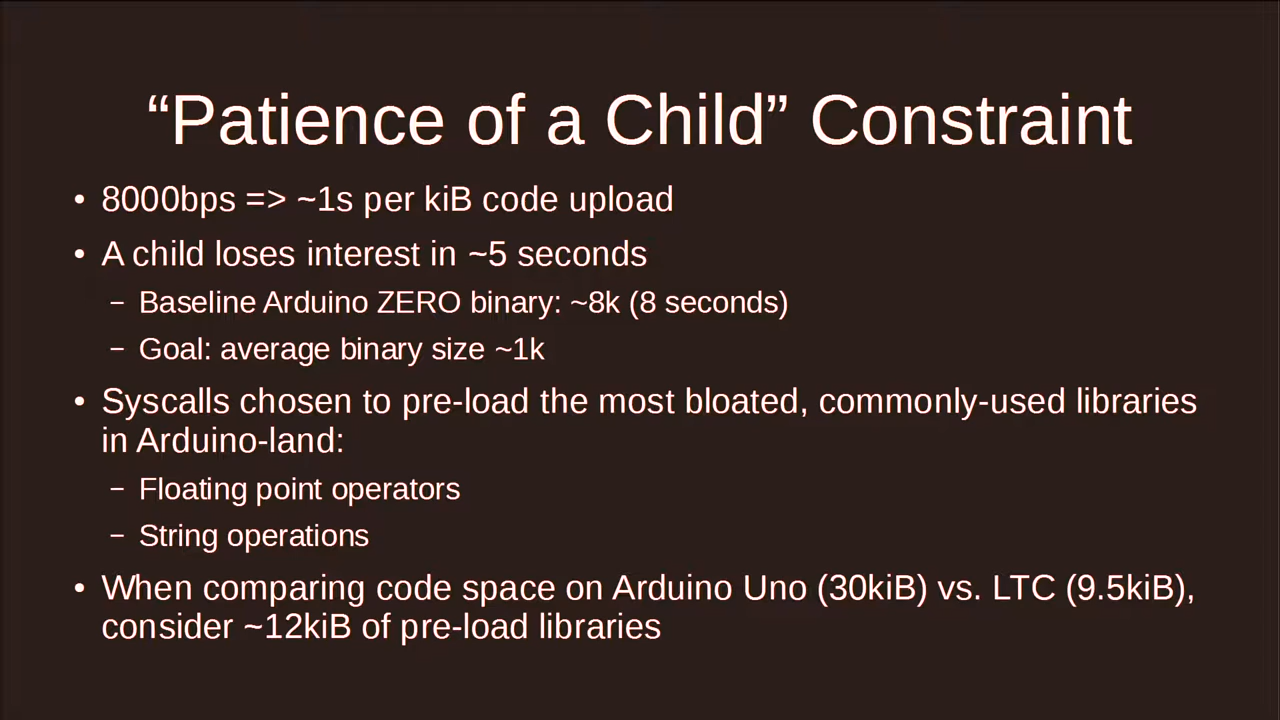 “Patience of a Child” Constraint
• 8000bps => ~1s per kiB code upload
• A child loses interest in ~5 seconds
– Baseline Arduino ZERO binary: ~8k (8 seconds)
– Goal: average binary size ~1k
• Syscalls chosen to pre-load the most bloated, commonly-used libraries
in Arduino-land:
– Floating point operators
– String operations
• When comparing code space on Arduino Uno (30kiB) vs. LTC (9.5kiB),
consider ~12kiB of pre-load libraries